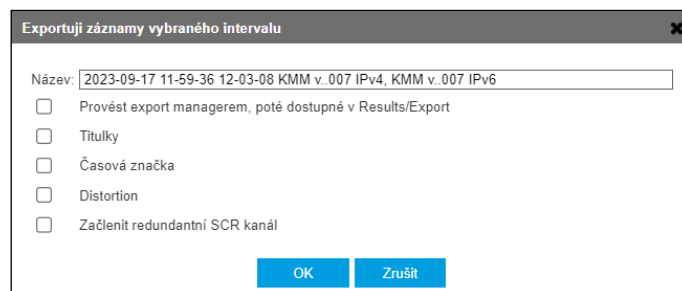 Exportuji záznamy vybraného intervalu
Název: 2023-09-17 11-59-36 12-03-08 KMM v..007 IPv4, KMM v..007 IPv6
Provést export managerem, poté dostupné v Results/Export
Titulky
Časová značka
Distortion
Začlenit redundantní SCR kanál
OK Zrušit